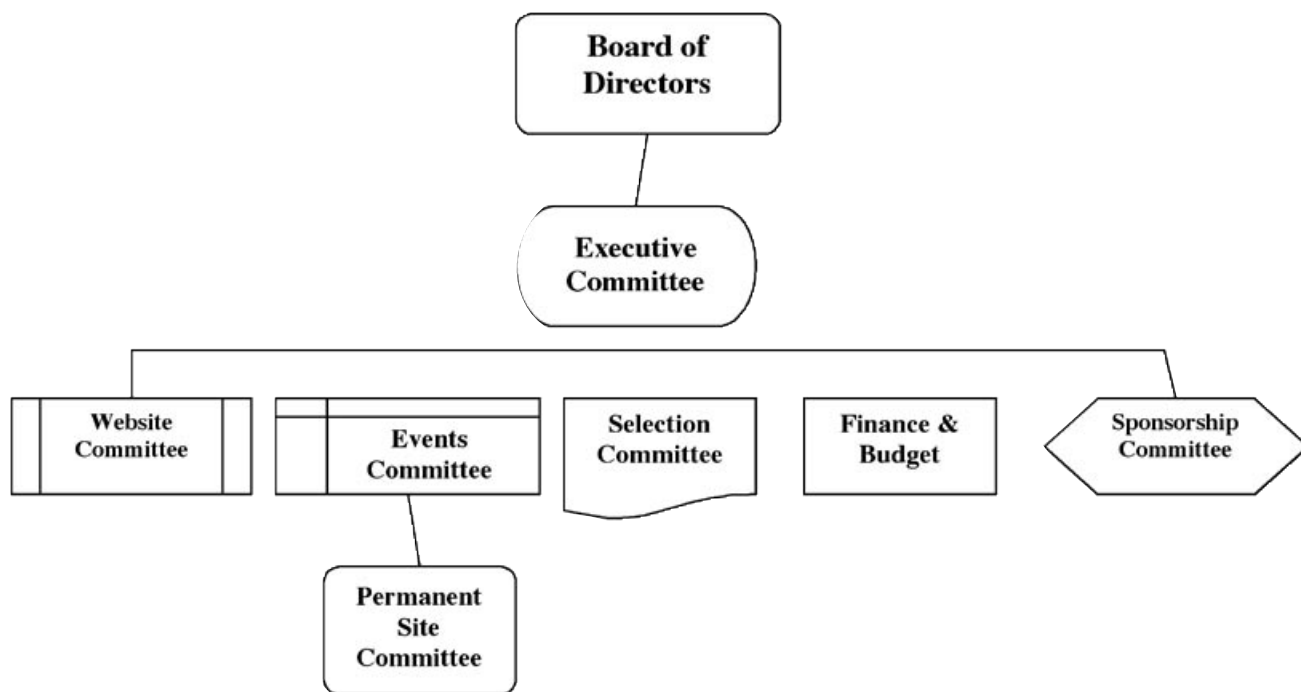 Board of
Directors
Executive
Committee
Website
Committee
Events
Committee
Selection
Committee
Finance &
Budget
Sponsorship
Committee
Permanent
Site
Committee